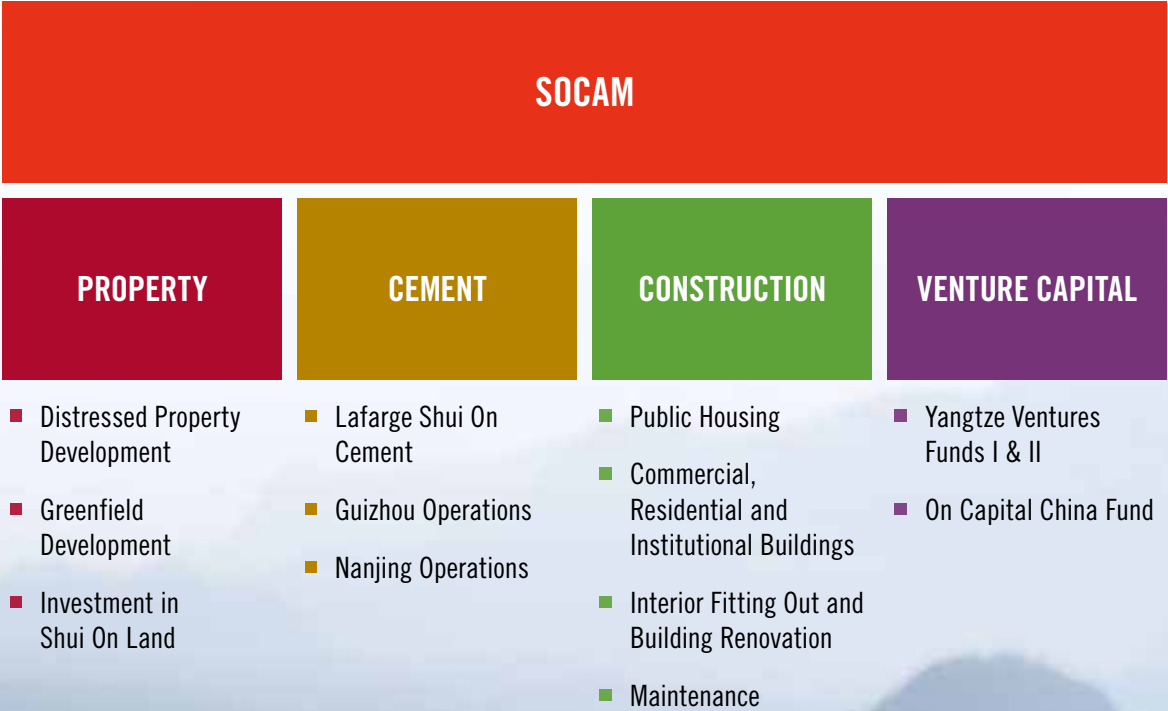 SOCAM
PROPERTY
CEMENT
CONSTRUCTION
VENTURE CAPITAL
Distressed Property
Development
Greenfield
Development
Investment in
Shui On Land
Lafarge Shui On
Cement
Guizhou Operations
Nanjing Operations
Public Housing
Commercial,
Residential and
Institutional Buildings
Interior Fitting Out and
Building Renovation
Maintenance
Yangtze Ventures
Funds I & II
On Capital China Fund